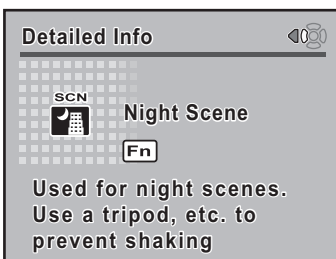 Detailed Info
SCN
Night Scene
Fn
Used for night scenes.
Use a tripod, etc. to
prevent shaking